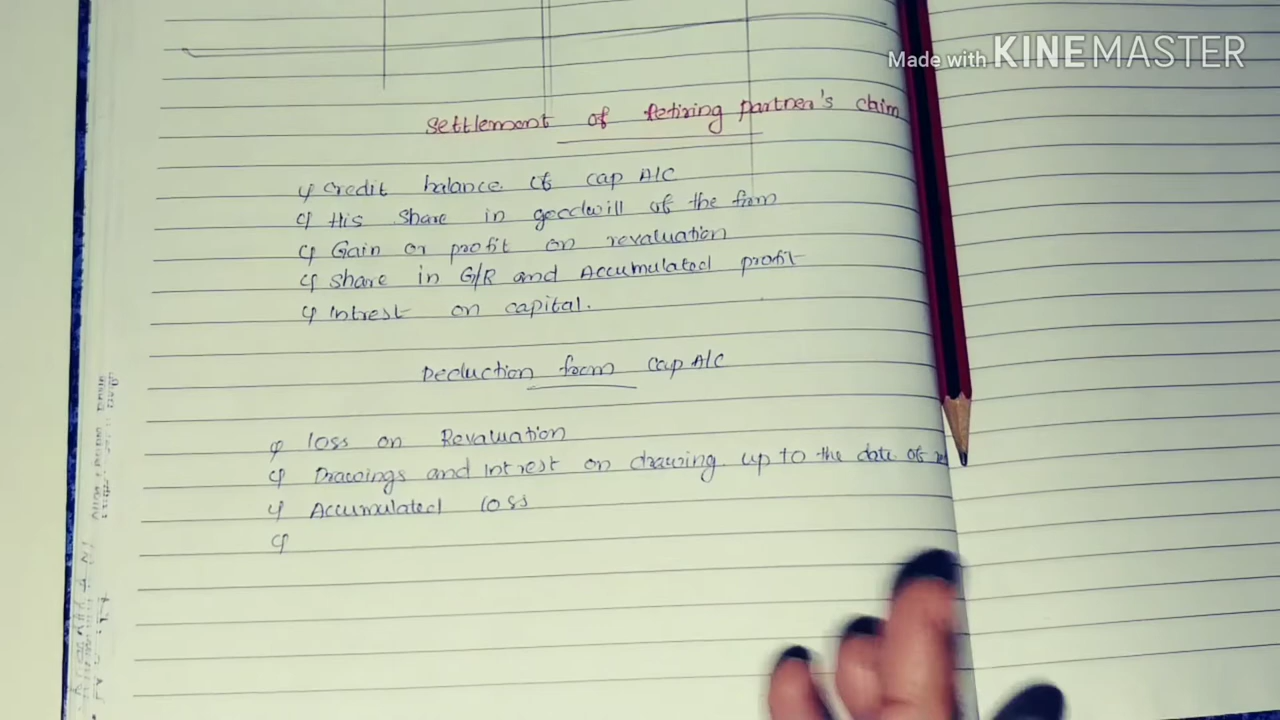 Made with KINEMASTER
Settlement of Retiring partner's claim
Credit balance of cap A/C
His share in goodwill of the firm
Gain or profit on revaluation
Share in G/R and Accumulated profit
Intrest on capital.
Deduction from cap A/C
loss on Revaluation
Drawings and Intrest on drawing up to the date of
Accumulated loss